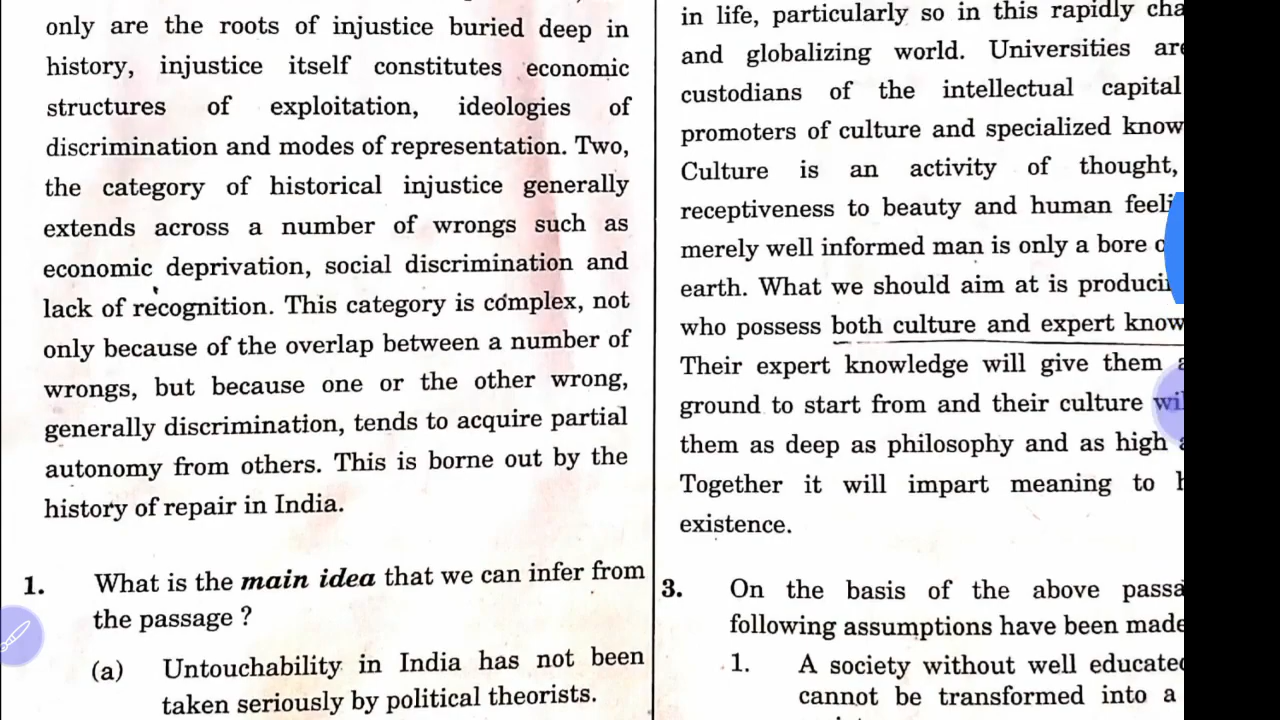 only are the roots of injustice buried deep in
history, injustice itself constitutes economic
structures of exploitation, ideologies of
discrimination and modes of representation. Two,
the category of historical injustice generally
extends across a number of wrongs such as
economic deprivation, social discrimination and
lack of recognition. This category is complex, not
only because of the overlap between a number of
wrongs, but because one or the other wrong,
generally discrimination, tends to acquire partial
autonomy from others. This is borne out by the
history of repair in India.
1. What is the main idea that we can infer from
the passage ?
(a) Untouchability in India has not been
taken seriously by political theorists.
in life, particularly so in this rapidly cha
and globalizing world. Universities are
custodians of the intellectual capital
promoters of culture and specialized know
Culture is an activity of thought,
receptiveness to beauty and human feeli
merely well informed man is only a bore
earth. What we should aim at is produci
who possess both culture and expert know
Their expert knowledge will give them
ground to start from and their culture wil
them as deep as philosophy and as high
Together it will impart meaning to
existence.
3. On the basis of the above passa
following assumptions have been made
1. A society without well educated
cannot be transformed into a